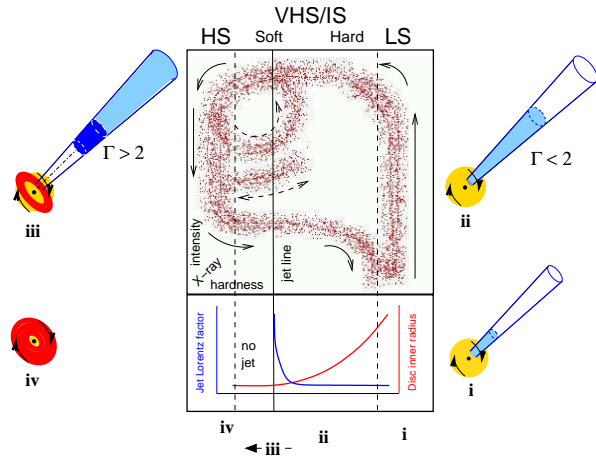 VHS/IS
HS
Soft
Hard
LS
Γ > 2
iii
Γ < 2
ii
X−ray
intensity
hardness
jet line
iv
i
Jet Lorentz factor
no
jet
Disc inner radius
iv
iii
ii
i